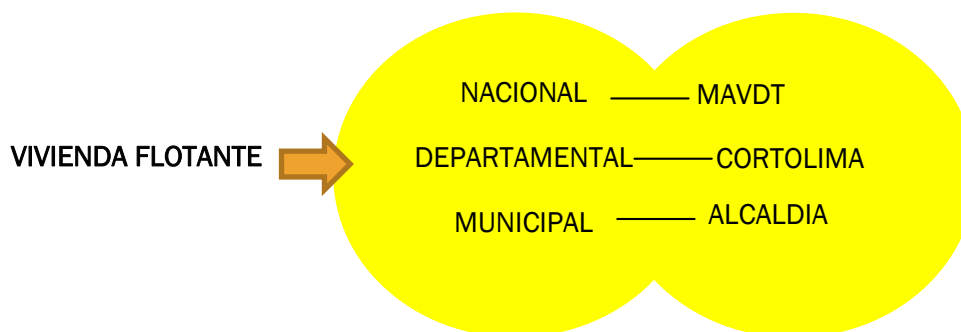 NACIONAL MAVDT
VIVIENDA FLOTANTE DEPARTAMENTAL CORTOLIMA
MUNICIPAL ALCALDIA